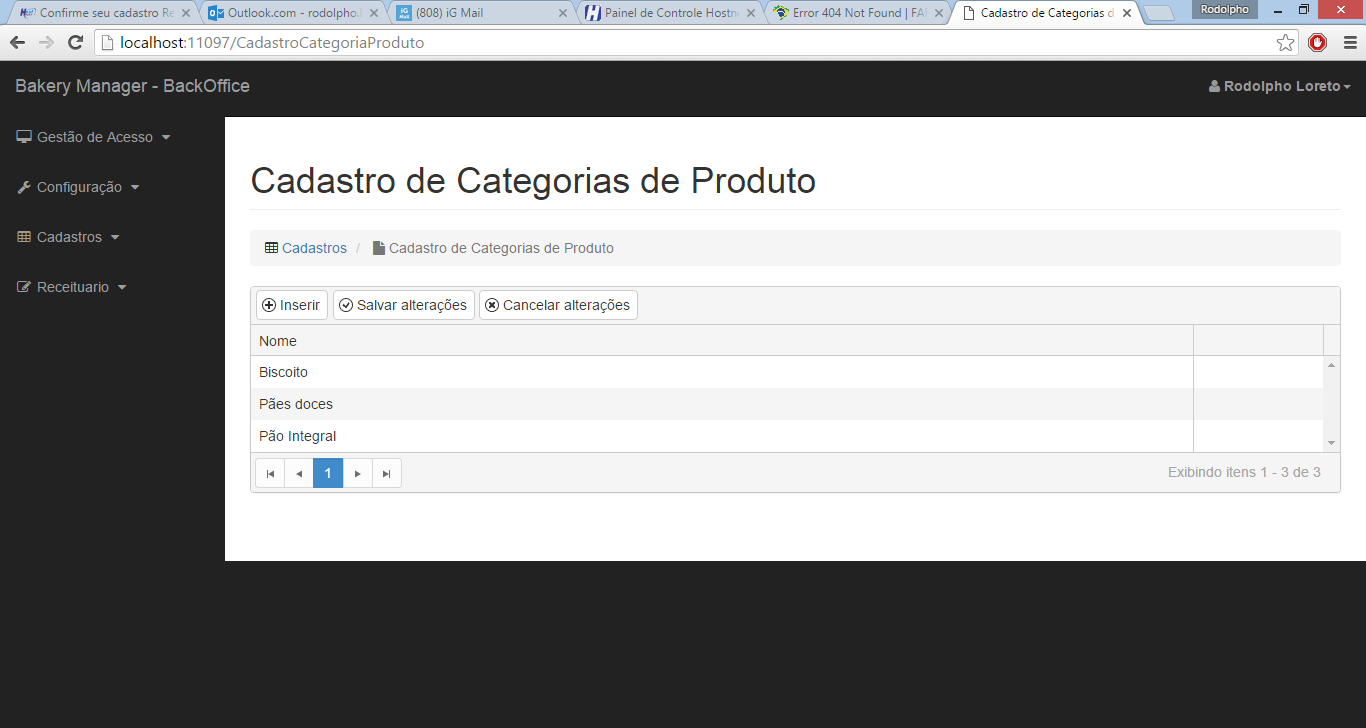 Confirme seu cadastro Re
Outlook.com - rodolpho.l
(808) iG Mail
Painel de Controle Hostn
Error 404 Not Found | FA
Cadastro de Categorias d
Rodolpho
localhost:11097/CadastroCategoriaProduto
Bakery Manager - BackOffice
Rodolpho Loreto
Gestão de Acesso
Configuração
Cadastros
Receituario
Cadastro de Categorias de Produto
Cadastros / Cadastro de Categorias de Produto
Inserir Salvar alterações Cancelar alterações
Nome
Biscoito
Pães doces
Pão Integral
1
Exibindo itens 1 - 3 de 3